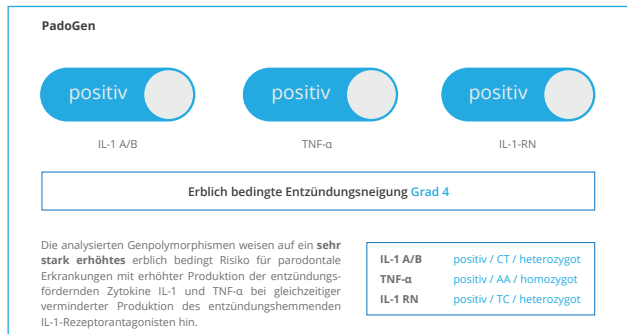 PadoGen
positiv positiv positiv
IL-1 A/B TNF-α IL-1-RN
Erblich bedingte Entzündungsneigung Grad 4
Die analysierten Genpolymorphismen weisen auf ein sehr
stark erhöhtes erblich bedingt Risiko für parodontale
Erkrankungen mit erhöhter Produktion der entzündungs-
fördernden Zytokine IL-1 und TNF-α bei gleichzeitiger
verminderter Produktion des entzündungshemmenden
IL-1-Rezeptorantagonisten hin.
IL-1 A/B positiv / CT / heterozygot
TNF-α positiv / AA / homozygot
IL-1 RN positiv / TC / heterozygot